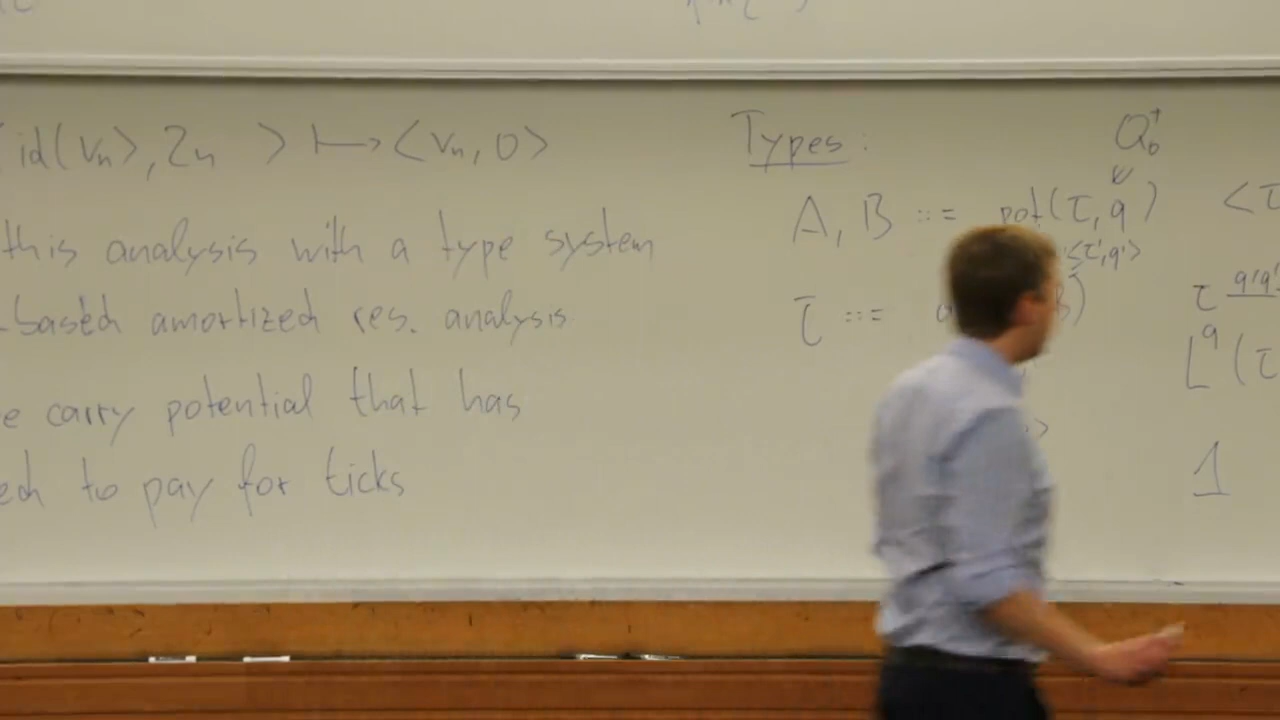 id(vn), 2n ⟩ ⟼ ⟨vn, 0⟩
this analysis with a type system
-based amortized res. analysis
e carry potential that has
ed to pay for ticks
Types:
Q₀⁺
A, B ::= pot(τ, q) <τ
<τ',q'>
τ ::= B) τ q/q'
L^q (τ
>
1